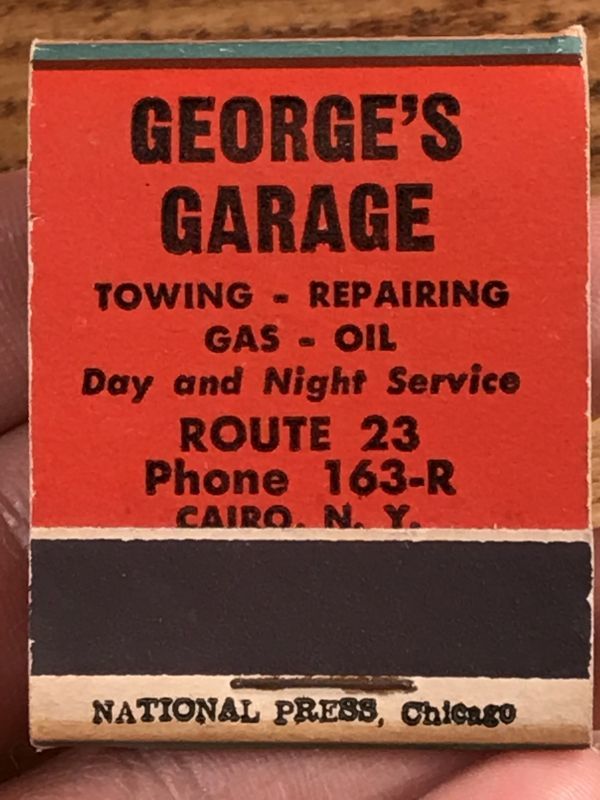 GEORGE'S
GARAGE
TOWING - REPAIRING
GAS - OIL
Day and Night Service
ROUTE 23
Phone 163-R
CAIRO, N. Y.
NATIONAL PRESS, Chicago